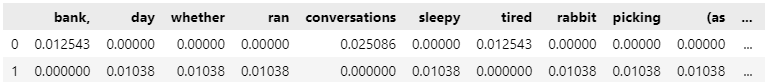 bank, day whether ran conversations sleepy tired rabbit picking (as ...
0 0.012543 0.00000 0.00000 0.00000 0.025086 0.00000 0.012543 0.00000 0.00000 0.00000 ...
1 0.000000 0.01038 0.01038 0.01038 0.000000 0.01038 0.000000 0.01038 0.01038 0.01038 ...